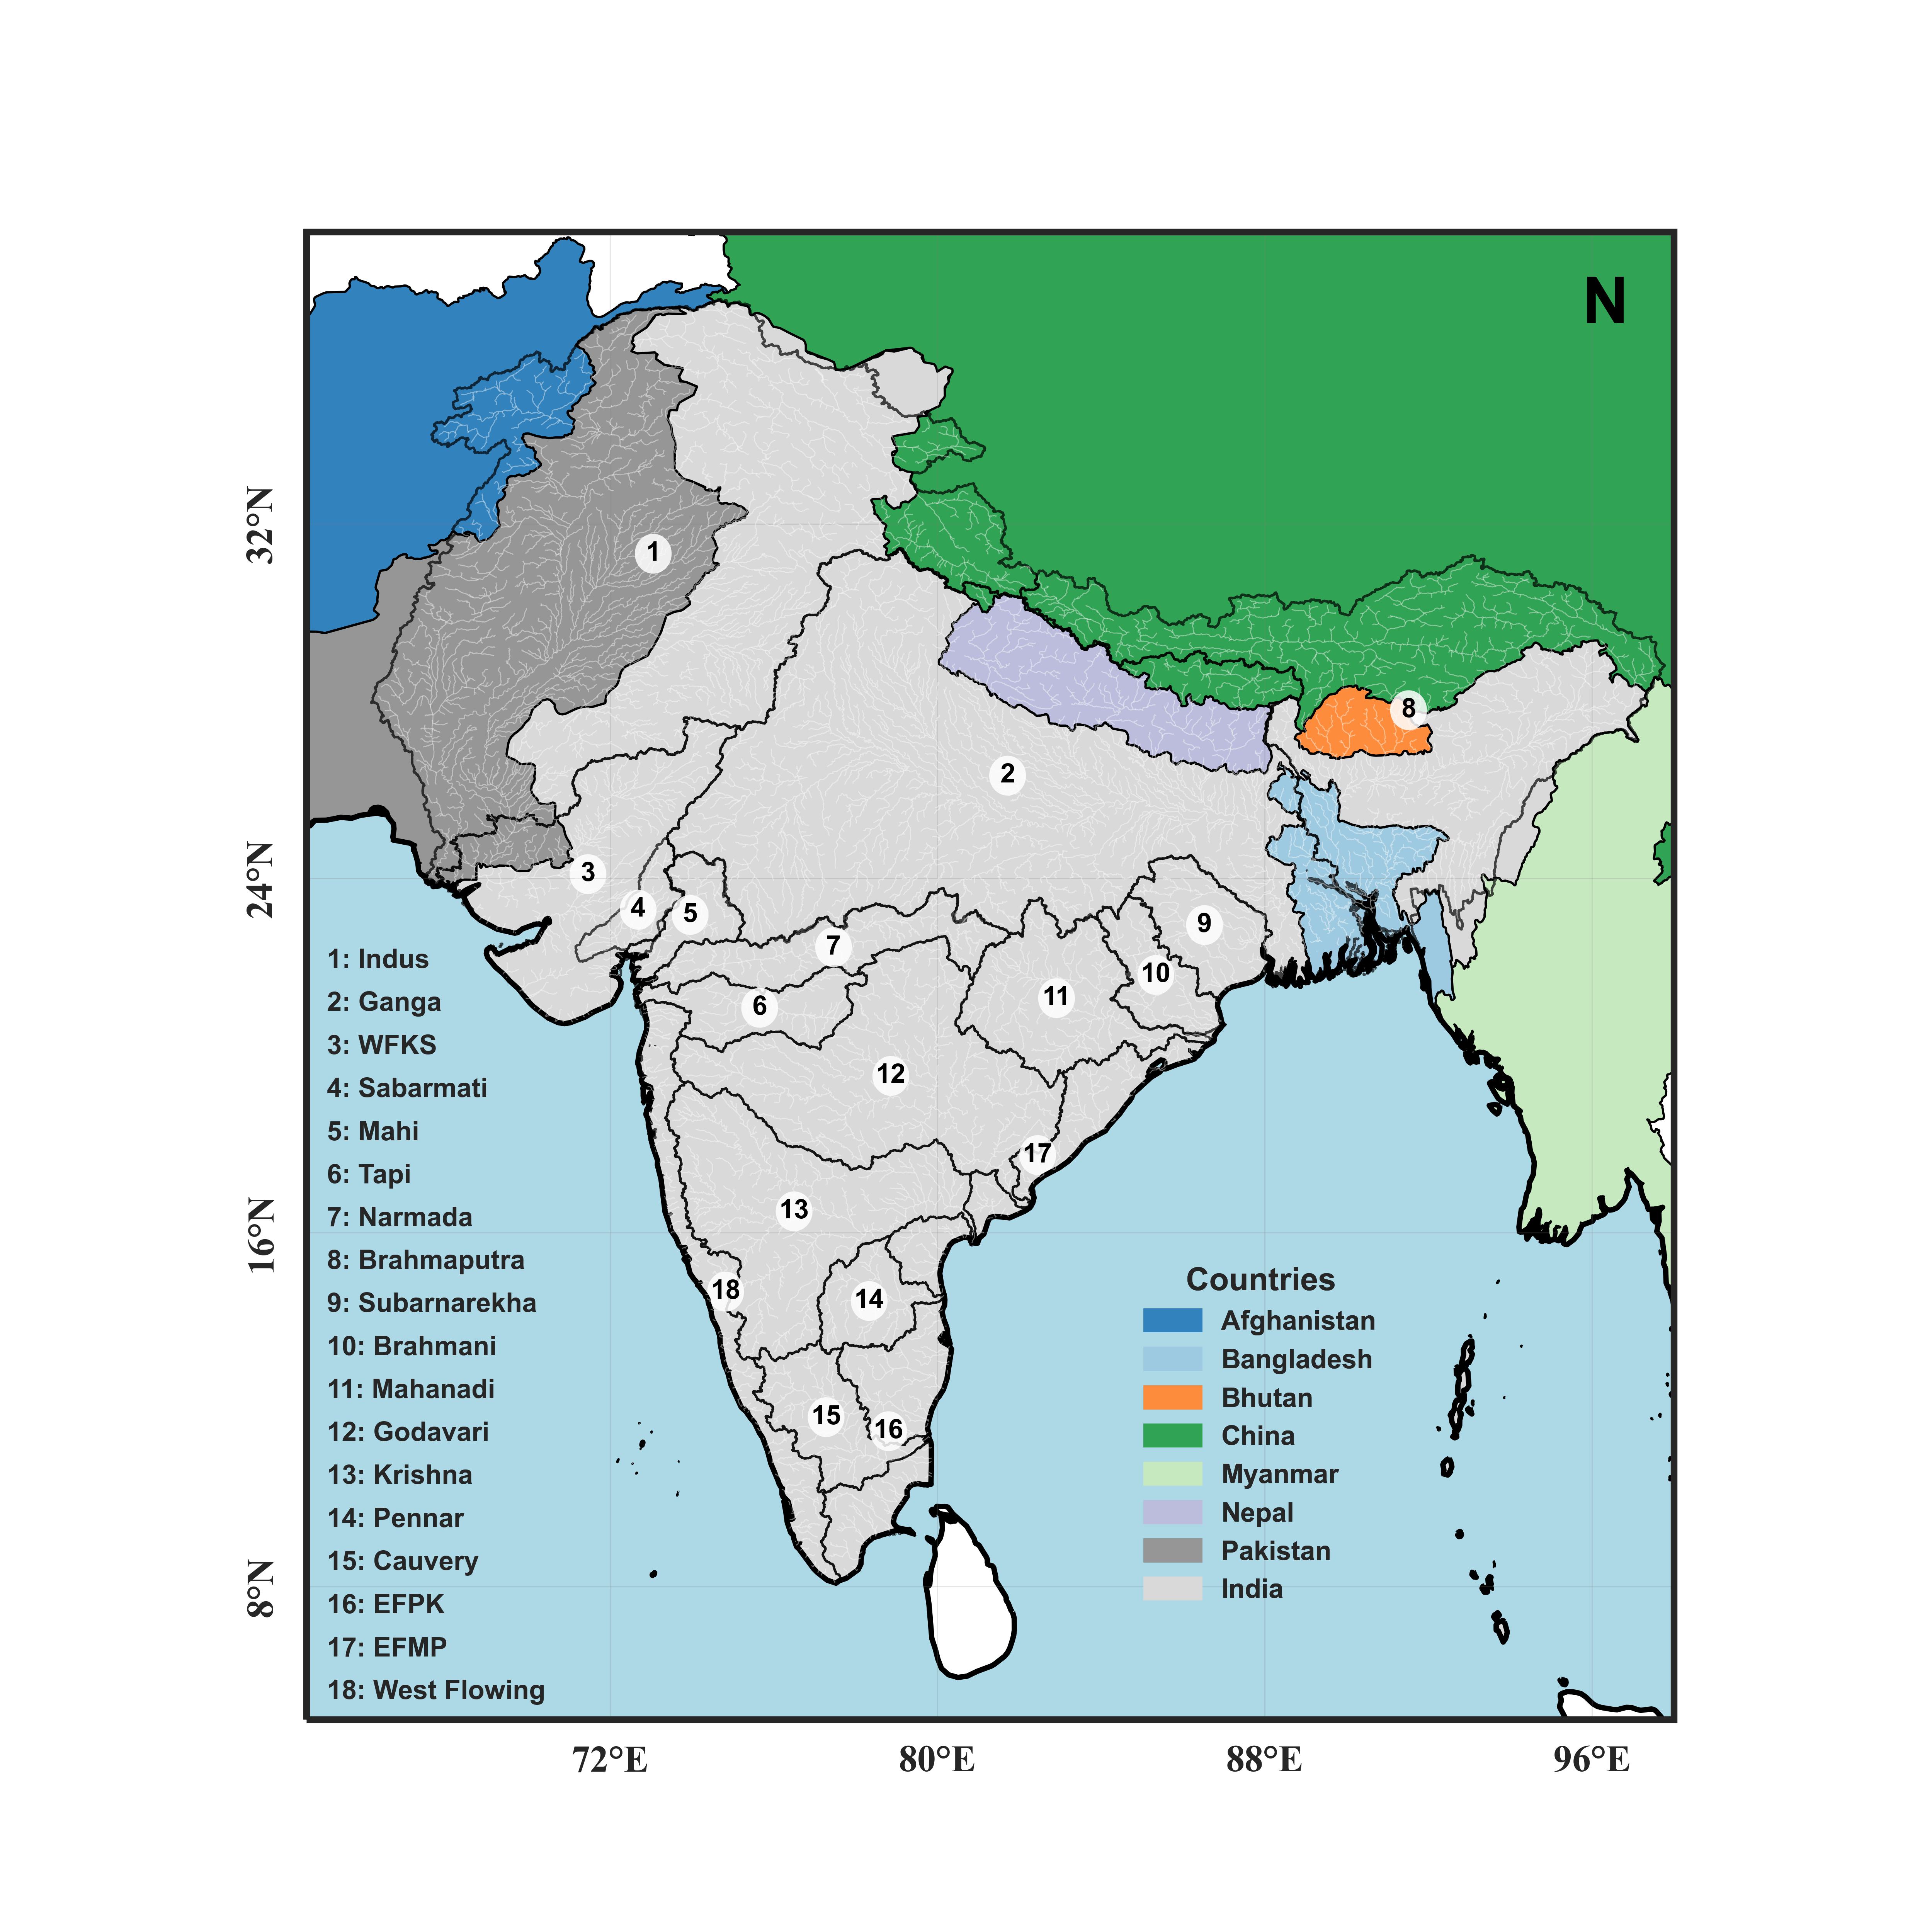 N
32°N
24°N
16°N
8°N
72°E
80°E
88°E
96°E
1
2
3
4
5
6
7
8
9
10
11
12
13
14
15
16
17
18
1: Indus
2: Ganga
3: WFKS
4: Sabarmati
5: Mahi
6: Tapi
7: Narmada
8: Brahmaputra
9: Subarnarekha
10: Brahmani
11: Mahanadi
12: Godavari
13: Krishna
14: Pennar
15: Cauvery
16: EFPK
17: EFMP
18: West Flowing
Countries
Afghanistan
Bangladesh
Bhutan
China
Myanmar
Nepal
Pakistan
India